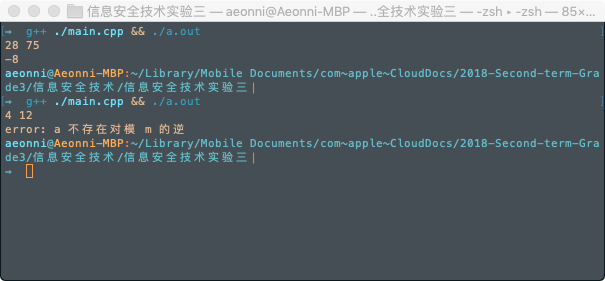 信息安全技术实验三 — aeonni@Aeonni-MBP — ..全技术实验三 — -zsh ▸ -zsh — 85×...
[→  g++ ./main.cpp && ./a.out ]
28 75
-8
aeonni@Aeonni-MBP:~/Library/Mobile Documents/com~apple~CloudDocs/2018-Second-term-Gra
de3/信息安全技术/信息安全技术实验三|
[→  g++ ./main.cpp && ./a.out ]
4 12
error: a 不存在对模 m 的逆
aeonni@Aeonni-MBP:~/Library/Mobile Documents/com~apple~CloudDocs/2018-Second-term-Gra
de3/信息安全技术/信息安全技术实验三|
→